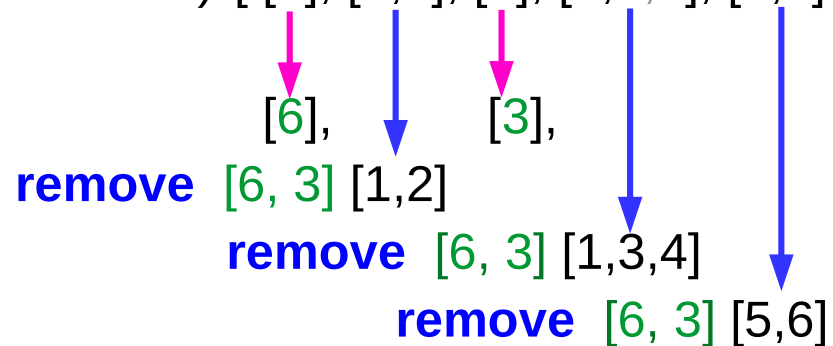 [6], [3],
remove [6, 3] [1,2]
remove [6, 3] [1,3,4]
remove [6, 3] [5,6]